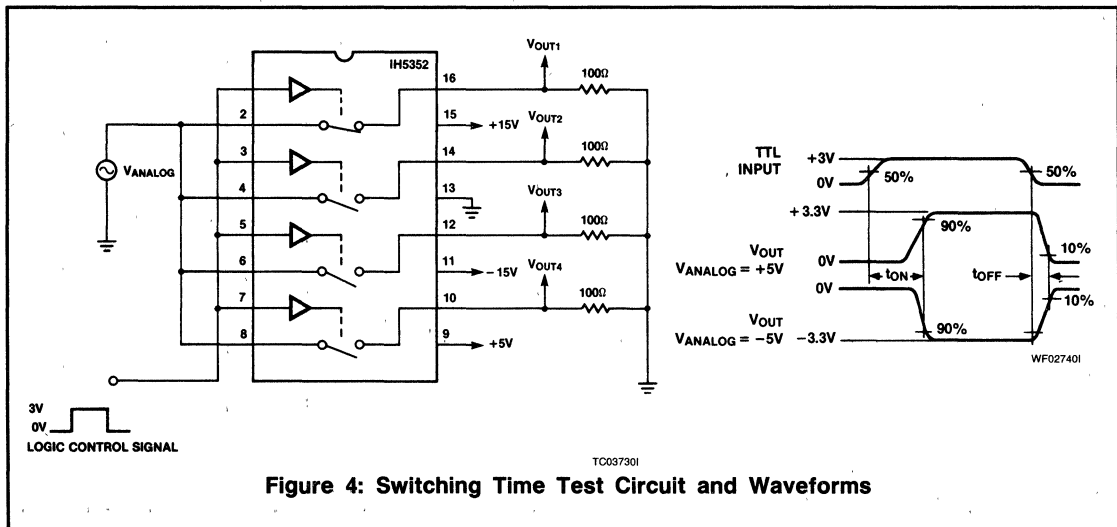 IH5352
VOUT1
16
100Ω
2
15
+15V
VOUT2
3
14
100Ω
VANALOG
4
13
VOUT3
5
12
100Ω
6
11
-15V
VOUT4
7
10
100Ω
8
9
+5V
3V
0V
LOGIC CONTROL SIGNAL
TTL
INPUT
+3V
0V
50%
50%
+3.3V
90%
10%
VOUT
VANALOG = +5V
0V
tON
tOFF
0V
10%
VOUT
VANALOG = −5V
−3.3V
90%
WF02740I
TC03730I
Figure 4: Switching Time Test Circuit and Waveforms